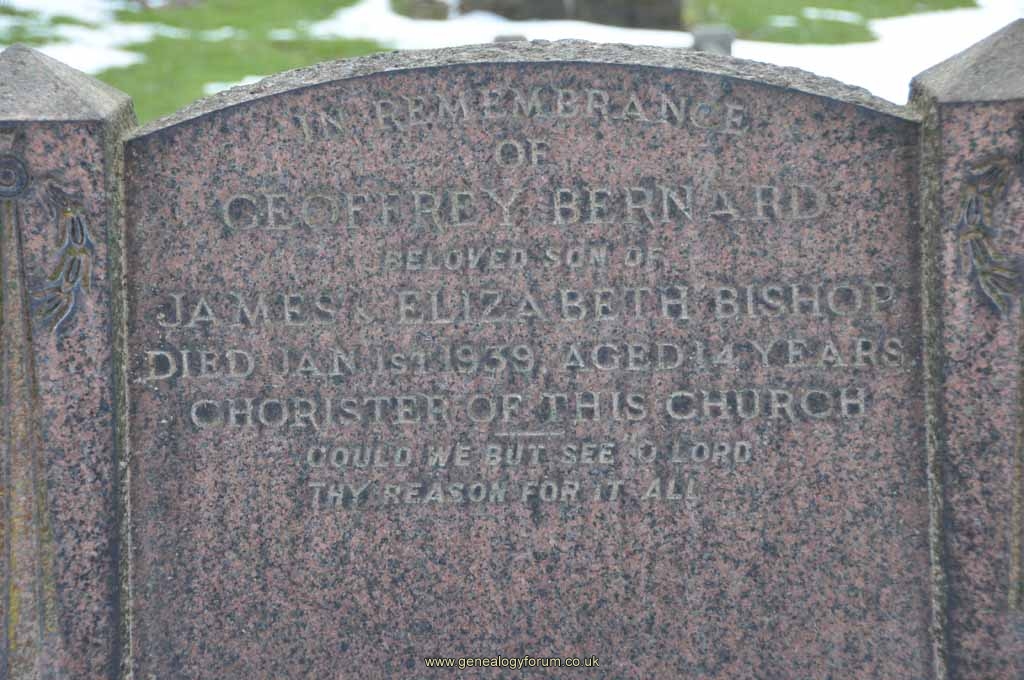 IN REMEMBRANCE
OF
GEOFFREY BERNARD
BELOVED SON OF
JAMES & ELIZABETH BISHOP
DIED JAN 1ST 1939, AGED 14 YEARS
CHORISTER OF THIS CHURCH
COULD WE BUT SEE O LORD
THY REASON FOR IT ALL
www.genealogyforum.co.uk